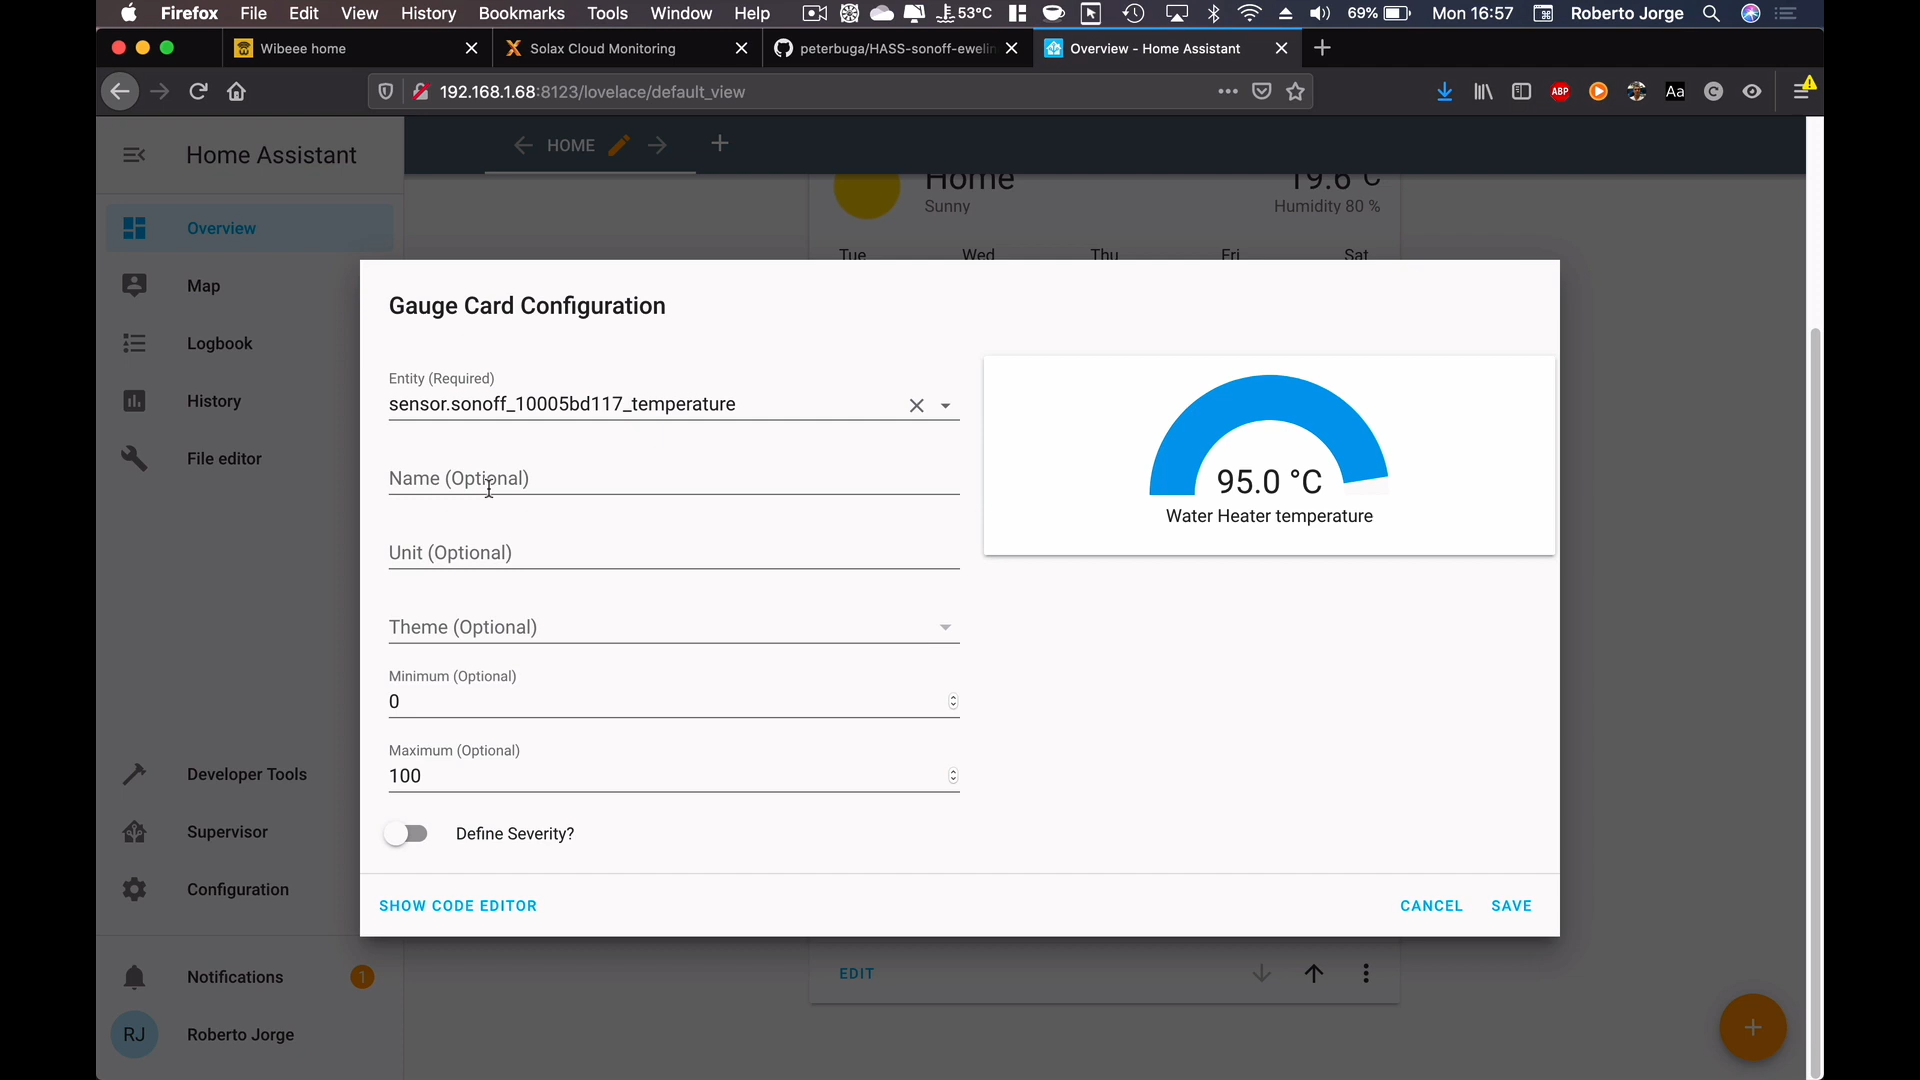 Firefox File Edit View History Bookmarks Tools Window Help 53°C 69% Mon 16:57 Roberto Jorge
Wibeee home Solax Cloud Monitoring peterbuga/HASS-sonoff-ewelin Overview - Home Assistant
192.168.1.68:8123/lovelace/default_view ABP Aa
Home Assistant
HOME
Home 19.6 °C
Sunny Humidity 80 %
Tue Wed Thu Fri Sat
Overview
Map
Logbook
History
File editor
Developer Tools
Supervisor
Configuration
Notifications 1
RJ Roberto Jorge
Gauge Card Configuration
Entity (Required)
sensor.sonoff_10005bd117_temperature
Name (Optional)
Unit (Optional)
Theme (Optional)
Minimum (Optional)
0
Maximum (Optional)
100
Define Severity?
95.0 °C
Water Heater temperature
SHOW CODE EDITOR CANCEL SAVE
EDIT